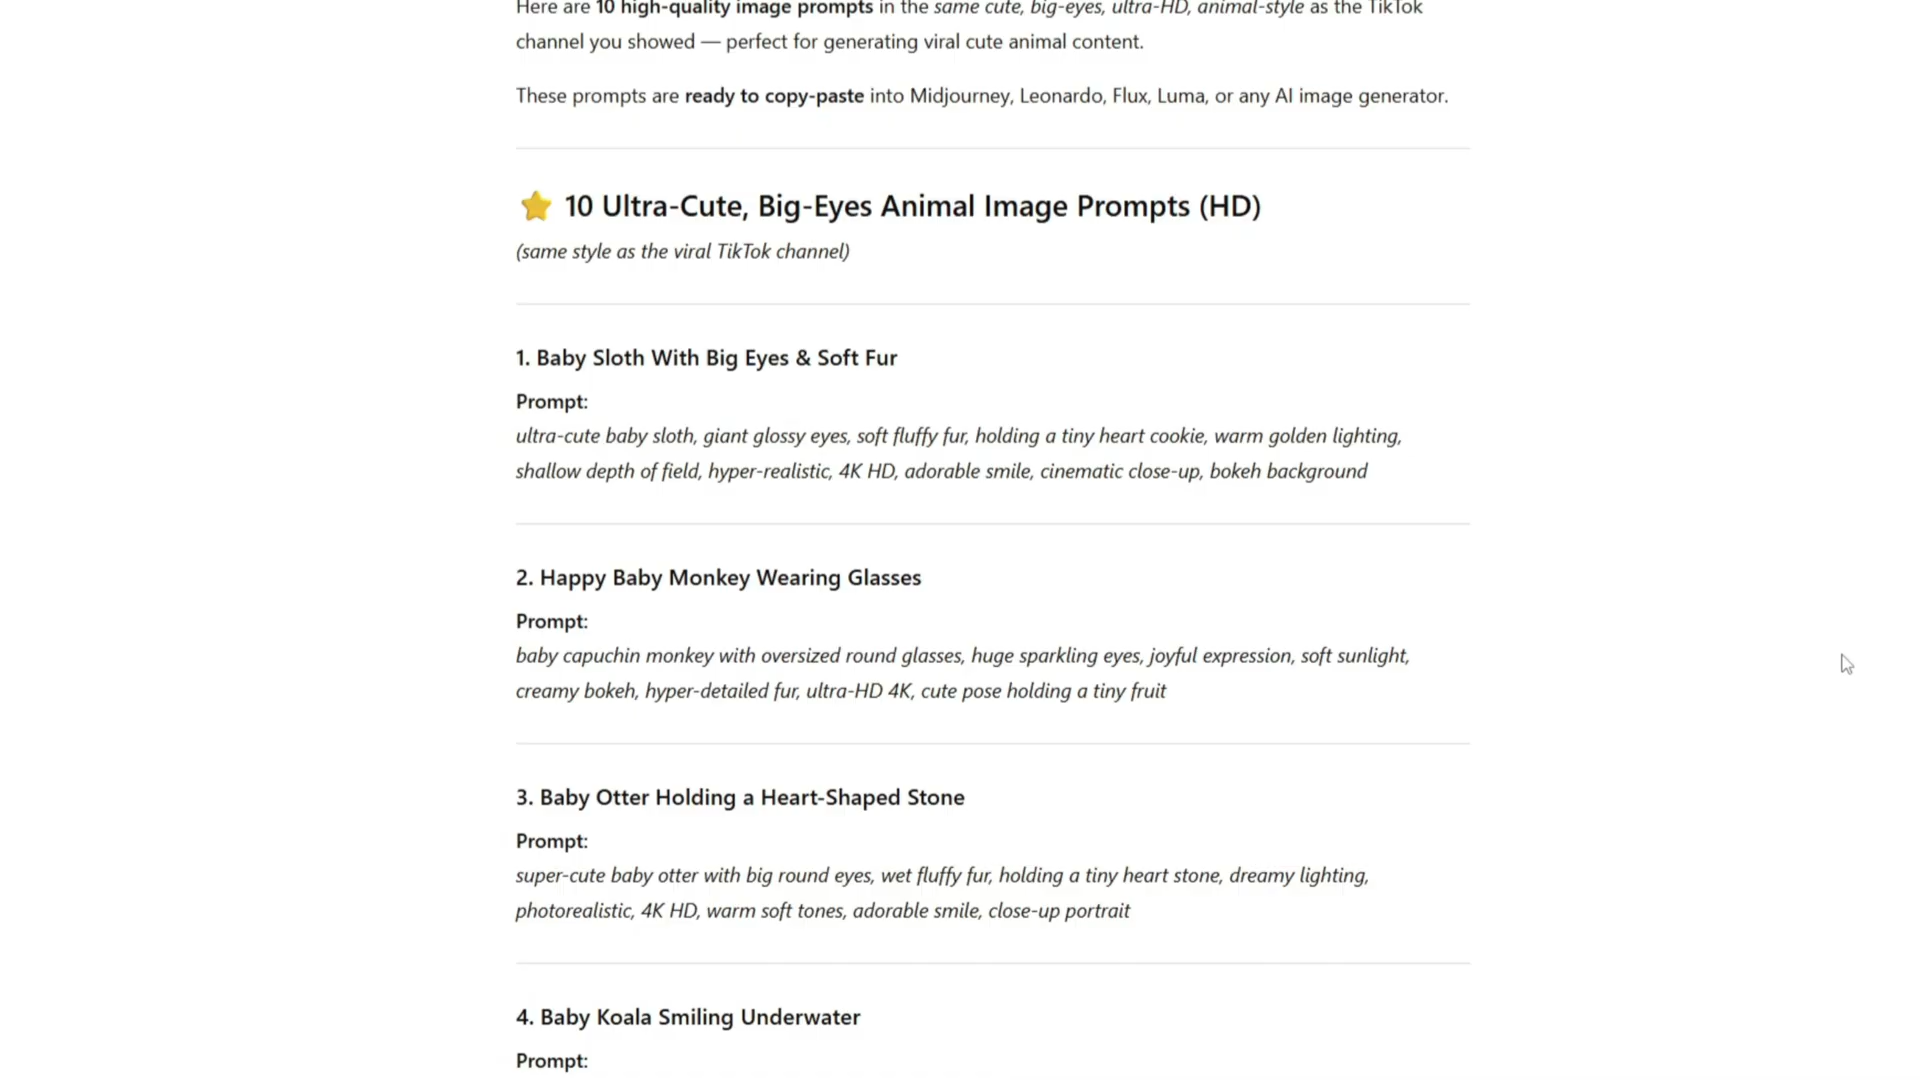 Here are 10 high-quality image prompts in the same cute, big-eyes, ultra-HD, animal-style as the TikTok
channel you showed — perfect for generating viral cute animal content.
These prompts are ready to copy-paste into Midjourney, Leonardo, Flux, Luma, or any AI image generator.
⭐ 10 Ultra-Cute, Big-Eyes Animal Image Prompts (HD)
(same style as the viral TikTok channel)
1. Baby Sloth With Big Eyes & Soft Fur
Prompt:
ultra-cute baby sloth, giant glossy eyes, soft fluffy fur, holding a tiny heart cookie, warm golden lighting,
shallow depth of field, hyper-realistic, 4K HD, adorable smile, cinematic close-up, bokeh background
2. Happy Baby Monkey Wearing Glasses
Prompt:
baby capuchin monkey with oversized round glasses, huge sparkling eyes, joyful expression, soft sunlight,
creamy bokeh, hyper-detailed fur, ultra-HD 4K, cute pose holding a tiny fruit
3. Baby Otter Holding a Heart-Shaped Stone
Prompt:
super-cute baby otter with big round eyes, wet fluffy fur, holding a tiny heart stone, dreamy lighting,
photorealistic, 4K HD, warm soft tones, adorable smile, close-up portrait
4. Baby Koala Smiling Underwater
Prompt: